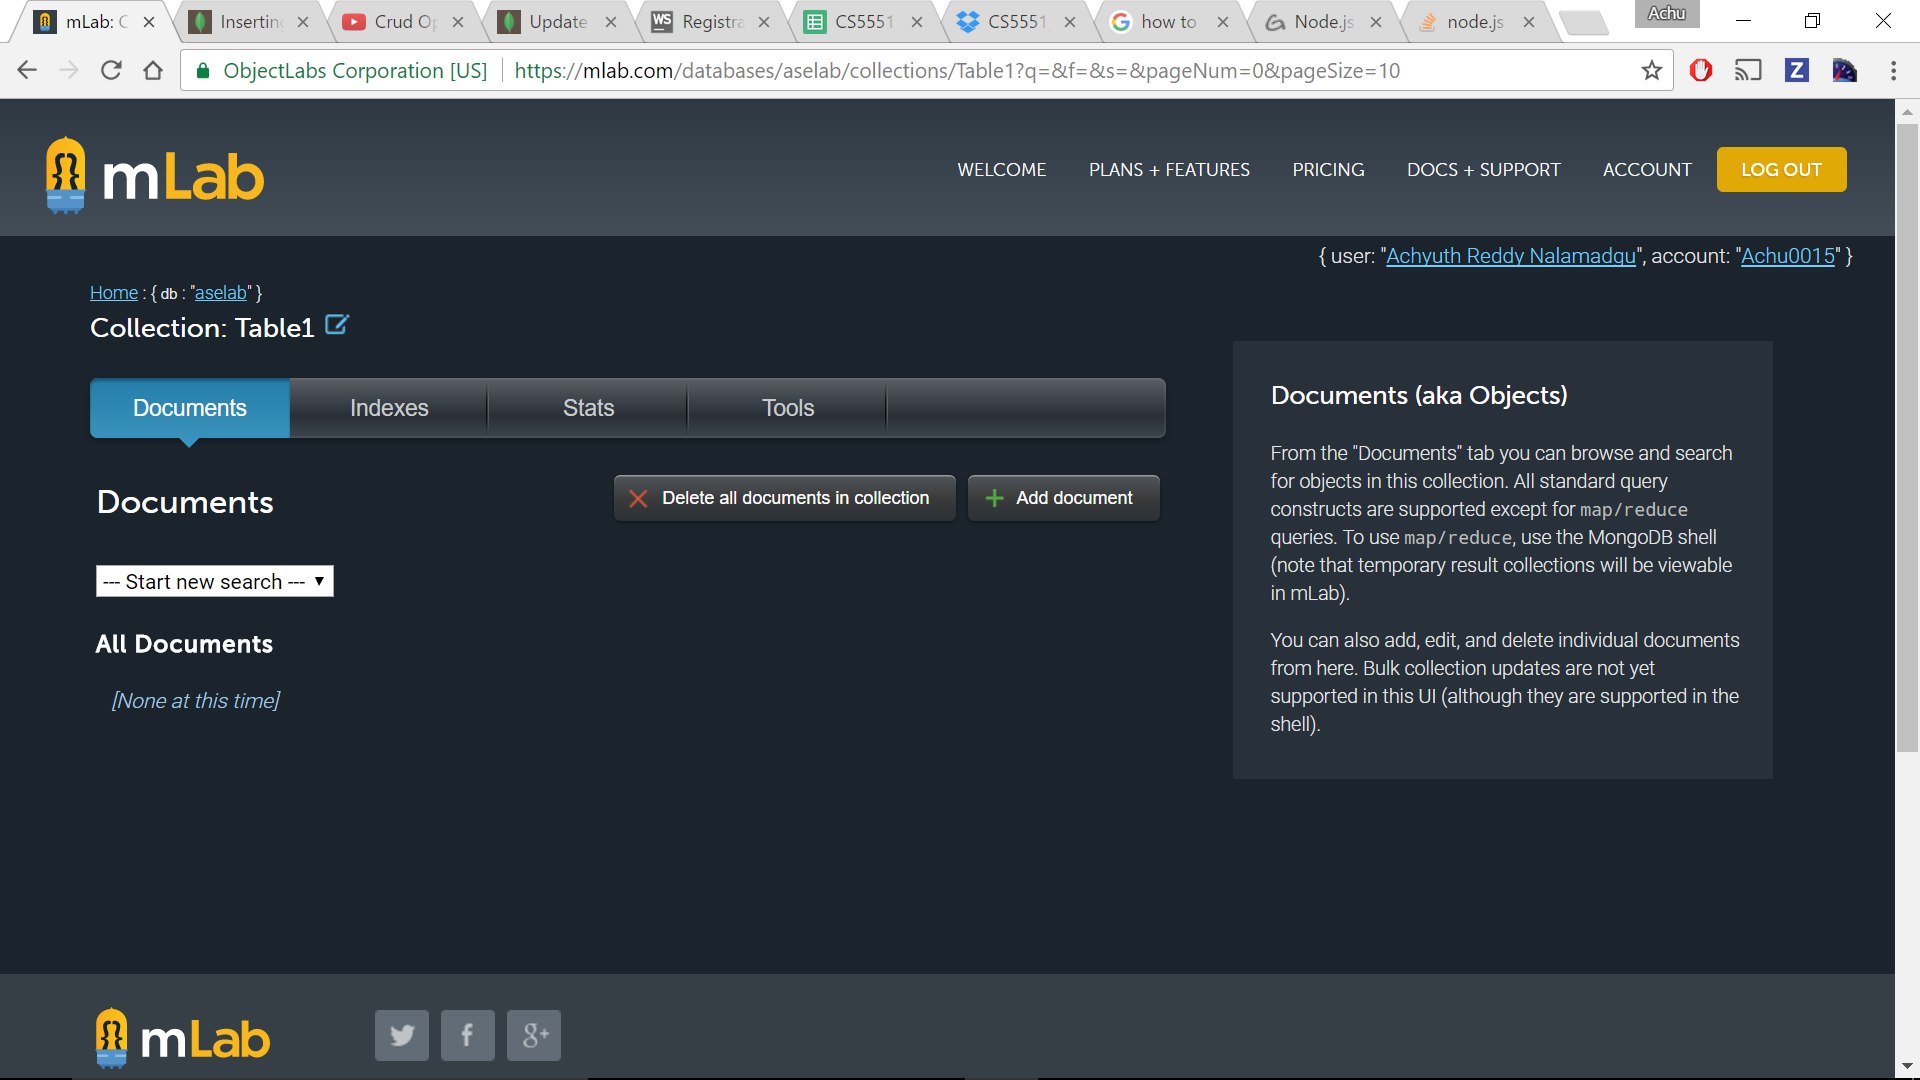 mLab: C
Inserting
Crud Op
Update
WS Registra
CS5551
CS5551
how to
Node.js
node.js
Achu
ObjectLabs Corporation [US]
https://mlab.com/databases/aselab/collections/Table1?q=&f=&s=&pageNum=0&pageSize=10
Z
mLab
WELCOME
PLANS + FEATURES
PRICING
DOCS + SUPPORT
ACCOUNT
LOG OUT
{ user: "Achyuth Reddy Nalamadgu", account: "Achu0015" }
Home : { db : "aselab" }
Collection: Table1
Documents
Indexes
Stats
Tools
Documents
Delete all documents in collection
Add document
--- Start new search ---
All Documents
[None at this time]
Documents (aka Objects)
From the "Documents" tab you can browse and search
for objects in this collection. All standard query
constructs are supported except for map/reduce
queries. To use map/reduce, use the MongoDB shell
(note that temporary result collections will be viewable
in mLab).
You can also add, edit, and delete individual documents
from here. Bulk collection updates are not yet
supported in this UI (although they are supported in the
shell).
mLab
f
g+